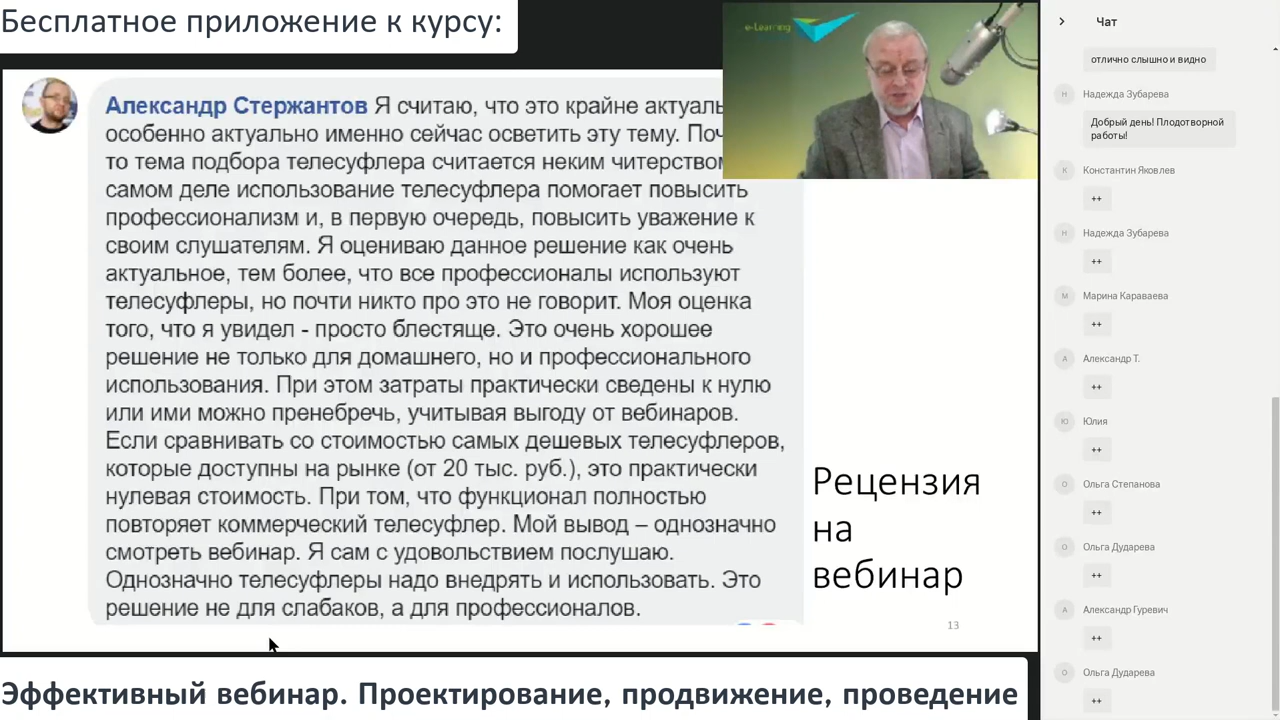 Бесплатное приложение к курсу:
Александр Стержантов Я считаю, что это крайне
особенно актуально именно сейчас осветить эту тему.
то тема подбора телесуфлера считается неким читерством
самом деле использование телесуфлера помогает повысить
профессионализм и, в первую очередь, повысить уважение к
своим слушателям. Я оцениваю данное решение как очень
актуальное, тем более, что все профессионалы используют
телесуфлеры, но почти никто про это не говорит. Моя оценка
того, что я увидел - просто блестяще. Это очень хорошее
решение не только для домашнего, но и профессионального
использования. При этом затраты практически сведены к нулю
или ими можно пренебречь, учитывая выгоду от вебинаров.
Если сравнивать со стоимостью самых дешевых телесуфлеров,
которые доступны на рынке (от 20 тыс. руб.), это практически
нулевая стоимость. При том, что функционал полностью
повторяет коммерческий телесуфлер. Мой вывод – однозначно
смотреть вебинар. Я сам с удовольствием послушаю.
Однозначно телесуфлеры надо внедрять и использовать. Это
решение не для слабаков, а для профессионалов.
e-Learning
Рецензия
на
вебинар
13
Эффективный вебинар. Проектирование, продвижение, проведение
Чат
отлично слышно и видно
Н
Надежда Зубарева
Добрый день! Плодотворной
работы!
К
Константин Яковлев
++
Н
Надежда Зубарева
++
М
Марина Караваева
++
А
Александр Т.
++
Ю
Юлия
++
О
Ольга Степанова
++
О
Ольга Дударева
++
А
Александр Гуревич
++
О
Ольга Дударева
++